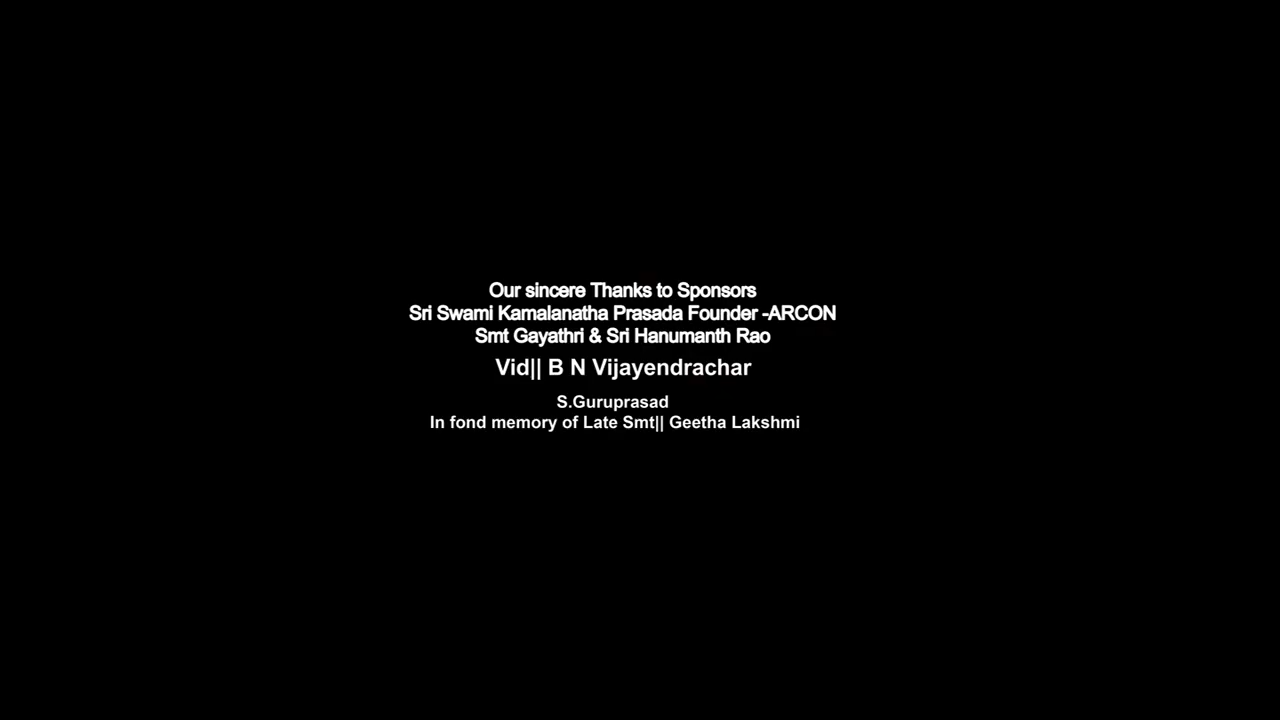 Our sincere Thanks to Sponsors
Sri Swami Kamalanatha Prasada Founder -ARCON
Smt Gayathri & Sri Hanumanth Rao
Vid|| B N Vijayendrachar
S.Guruprasad
In fond memory of Late Smt|| Geetha Lakshmi